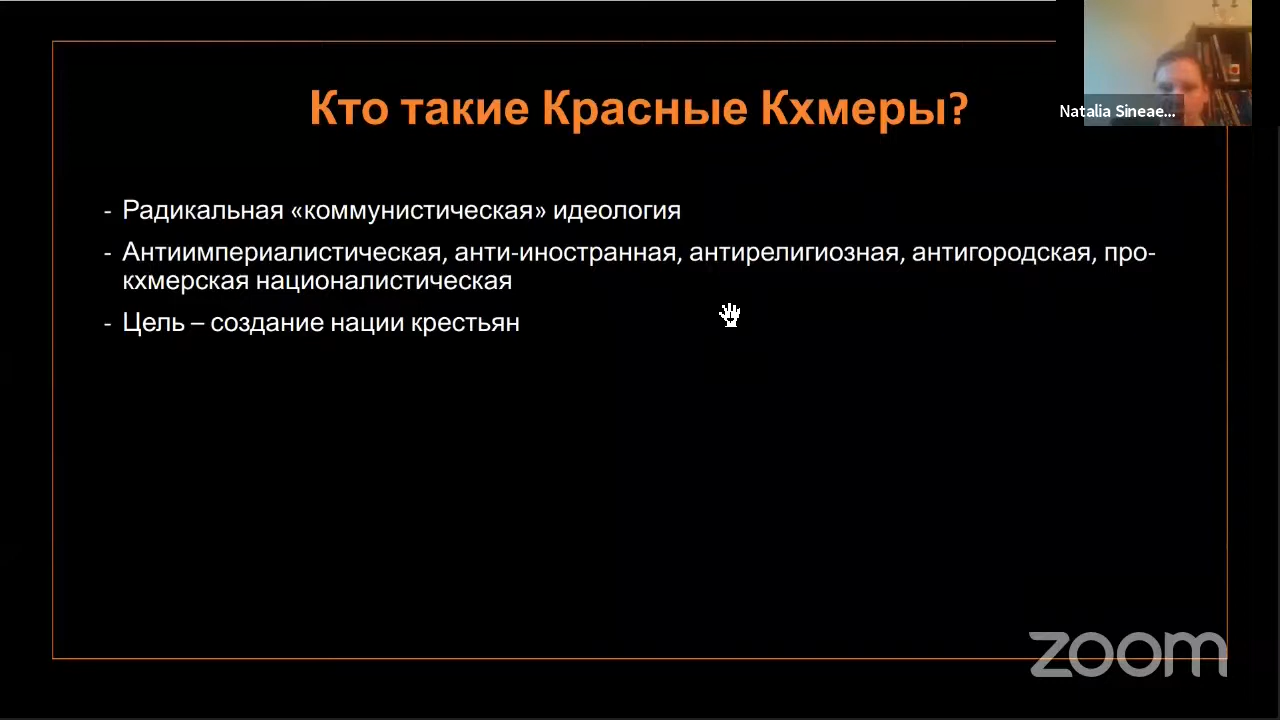 Кто такие Красные Кхмеры?
Natalia Sineae...
- Радикальная «коммунистическая» идеология
- Антиимпериалистическая, анти-иностранная, антирелигиозная, антигородская, про-
кхмерская националистическая
- Цель – создание нации крестьян
zoom